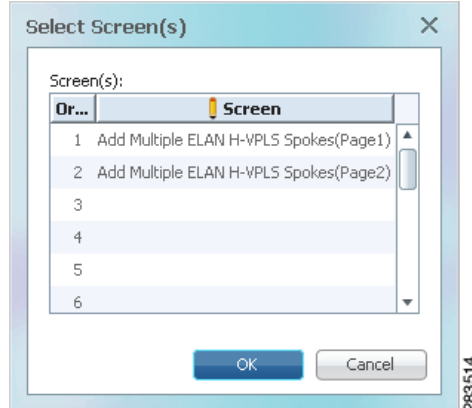 Select Screen(s)
Screen(s):
Or... Screen
1 Add Multiple ELAN H-VPLS Spokes(Page1)
2 Add Multiple ELAN H-VPLS Spokes(Page2)
3
4
5
6
OK Cancel
283514